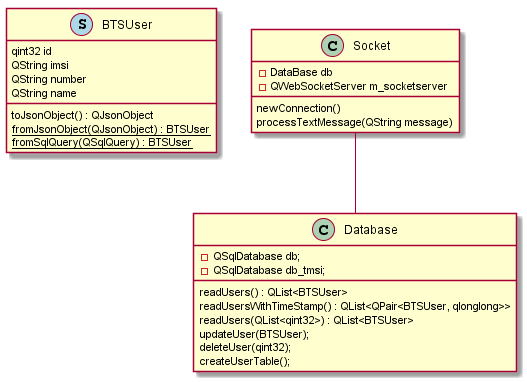 S BTSUser
qint32 id
QString imsi
QString number
QString name
toJsonObject() : QJsonObject
fromJsonObject(QJsonObject) : BTSUser
fromSqlQuery(QSqlQuery) : BTSUser
C Socket
DataBase db
QWebSocketServer m_socketserver
newConnection()
processTextMessage(QString message)
C Database
QSqlDatabase db;
QSqlDatabase db_tmsi;
readUsers() : QList<BTSUser>
readUsersWithTimeStamp() : QList<QPair<BTSUser, qlonglong>>
readUsers(QList<qint32>) : QList<BTSUser>
updateUser(BTSUser);
deleteUser(qint32);
createUserTable();